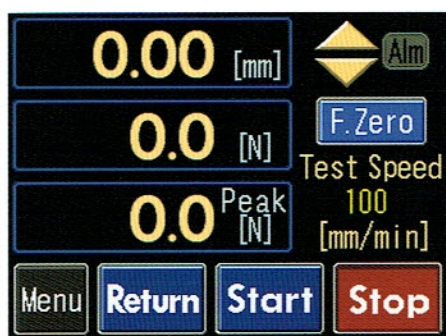 0.00 [mm]
Alm
0.0 [N]
F.Zero
Test Speed
100
[mm/min]
0.0 Peak
[N]
Menu Return Start Stop